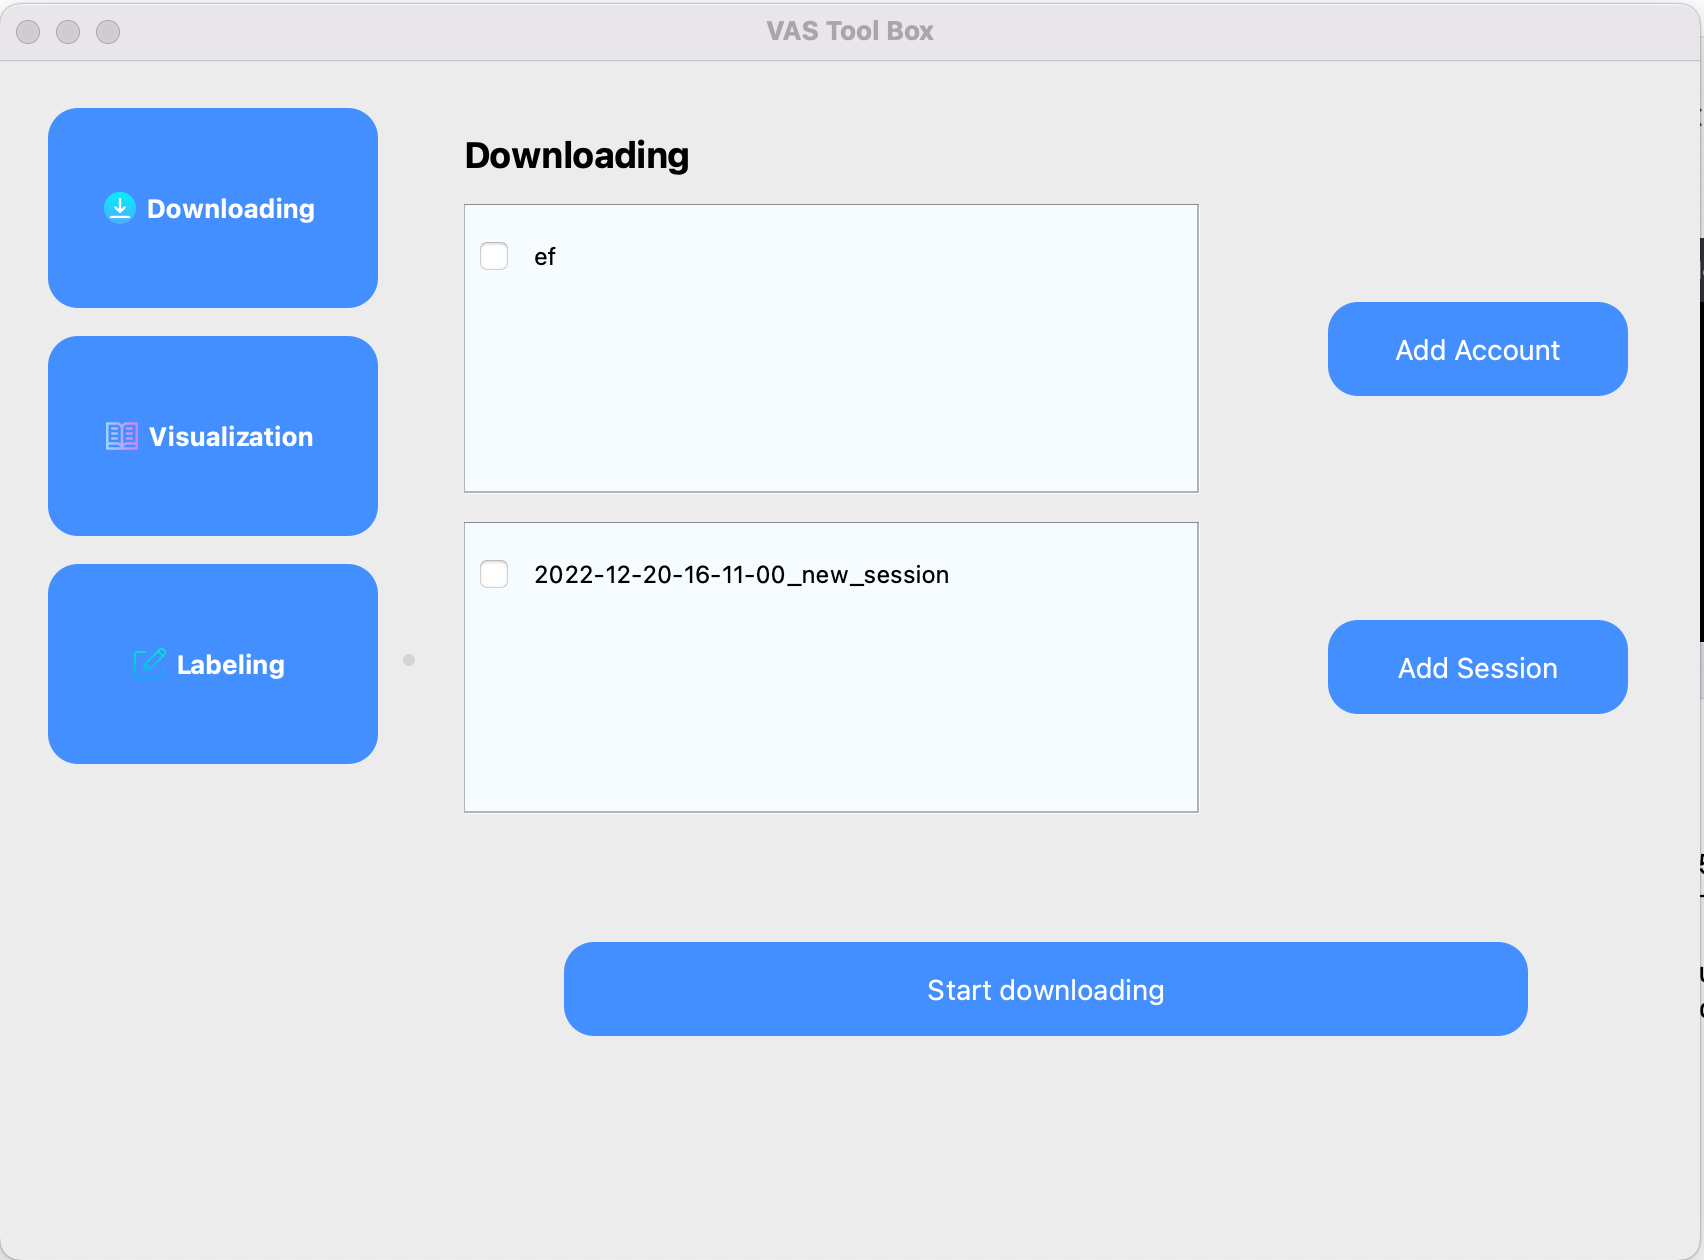 VAS Tool Box
Downloading
Visualization
Labeling
Downloading
ef
Add Account
2022-12-20-16-11-00_new_session
Add Session
Start downloading